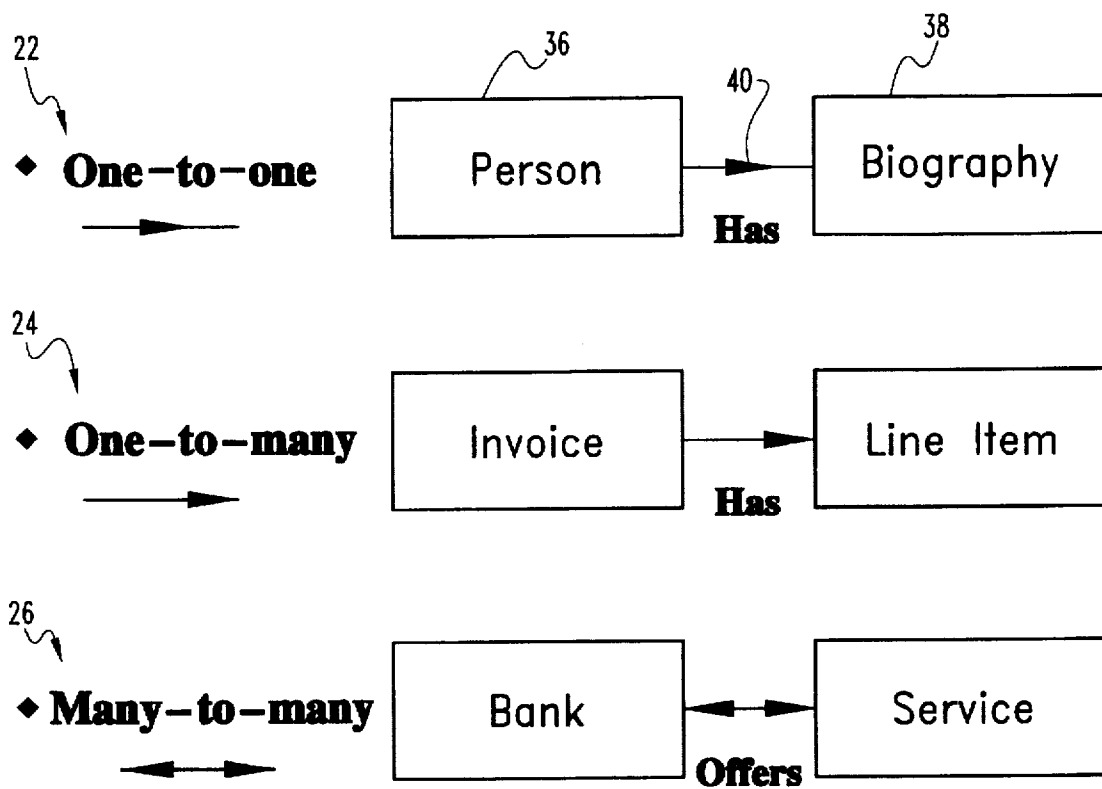 22
36
40
38
◆ One-to-one
Person
Has
Biography
24
◆ One-to-many
Invoice
Has
Line Item
26
◆ Many-to-many
Bank
Offers
Service